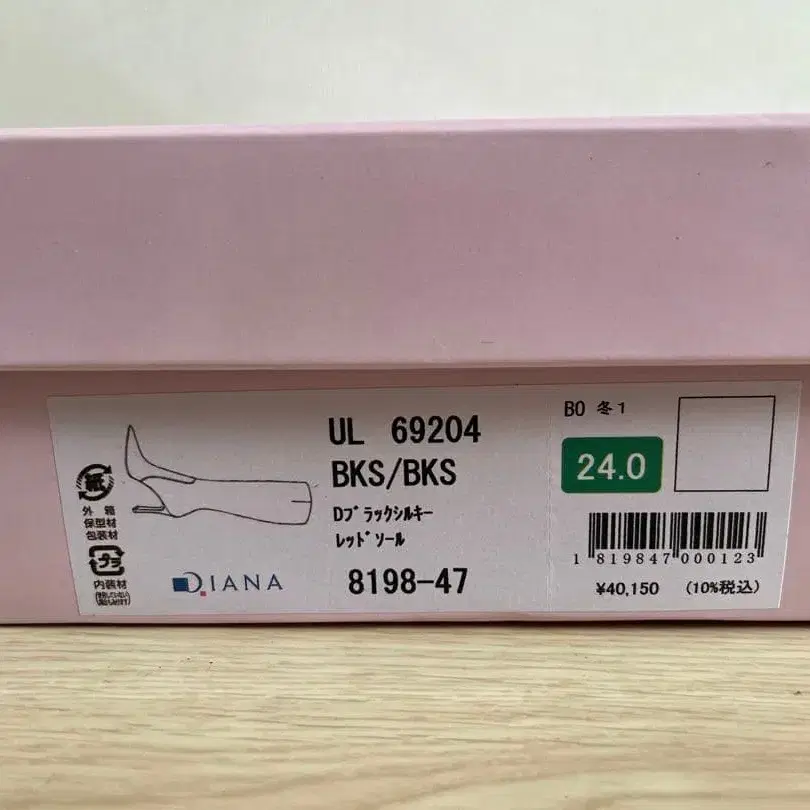 紙
外箱
保型材
包装材
プラ
内装材
DIANA
UL 69204
BKS/BKS
Dﾌﾞﾗｯｸｼﾙｷｰ
ﾚｯﾄﾞｿｰﾙ
8198-47
BO 冬1
24.0
1 819847 000123
¥40,150 (10%税込)